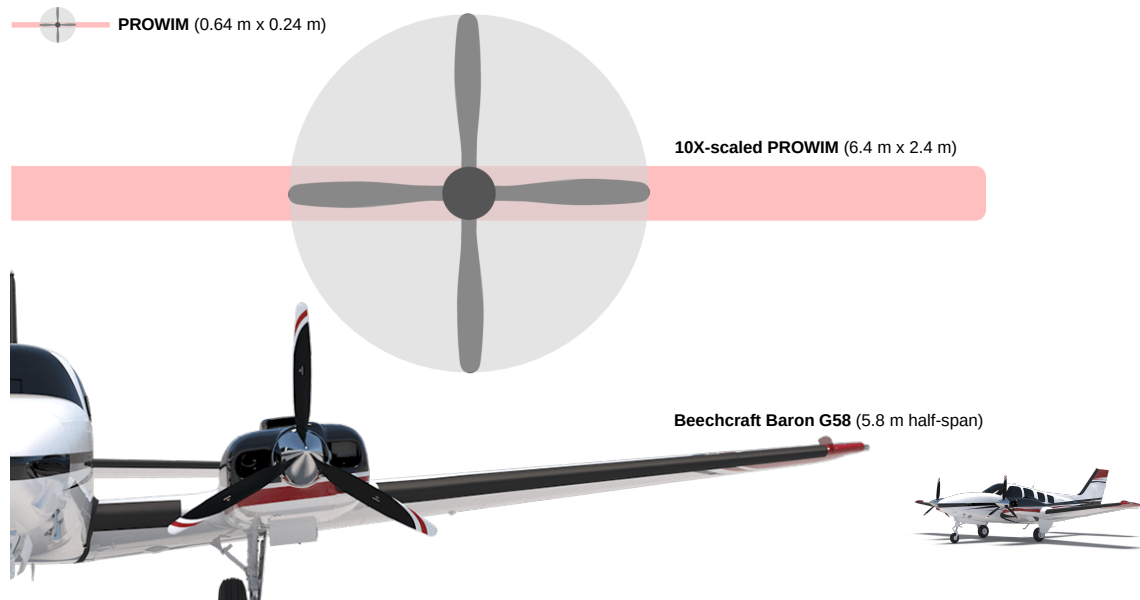 PROWIM (0.64 m x 0.24 m)
10X-scaled PROWIM (6.4 m x 2.4 m)
Beechcraft Baron G58 (5.8 m half-span)